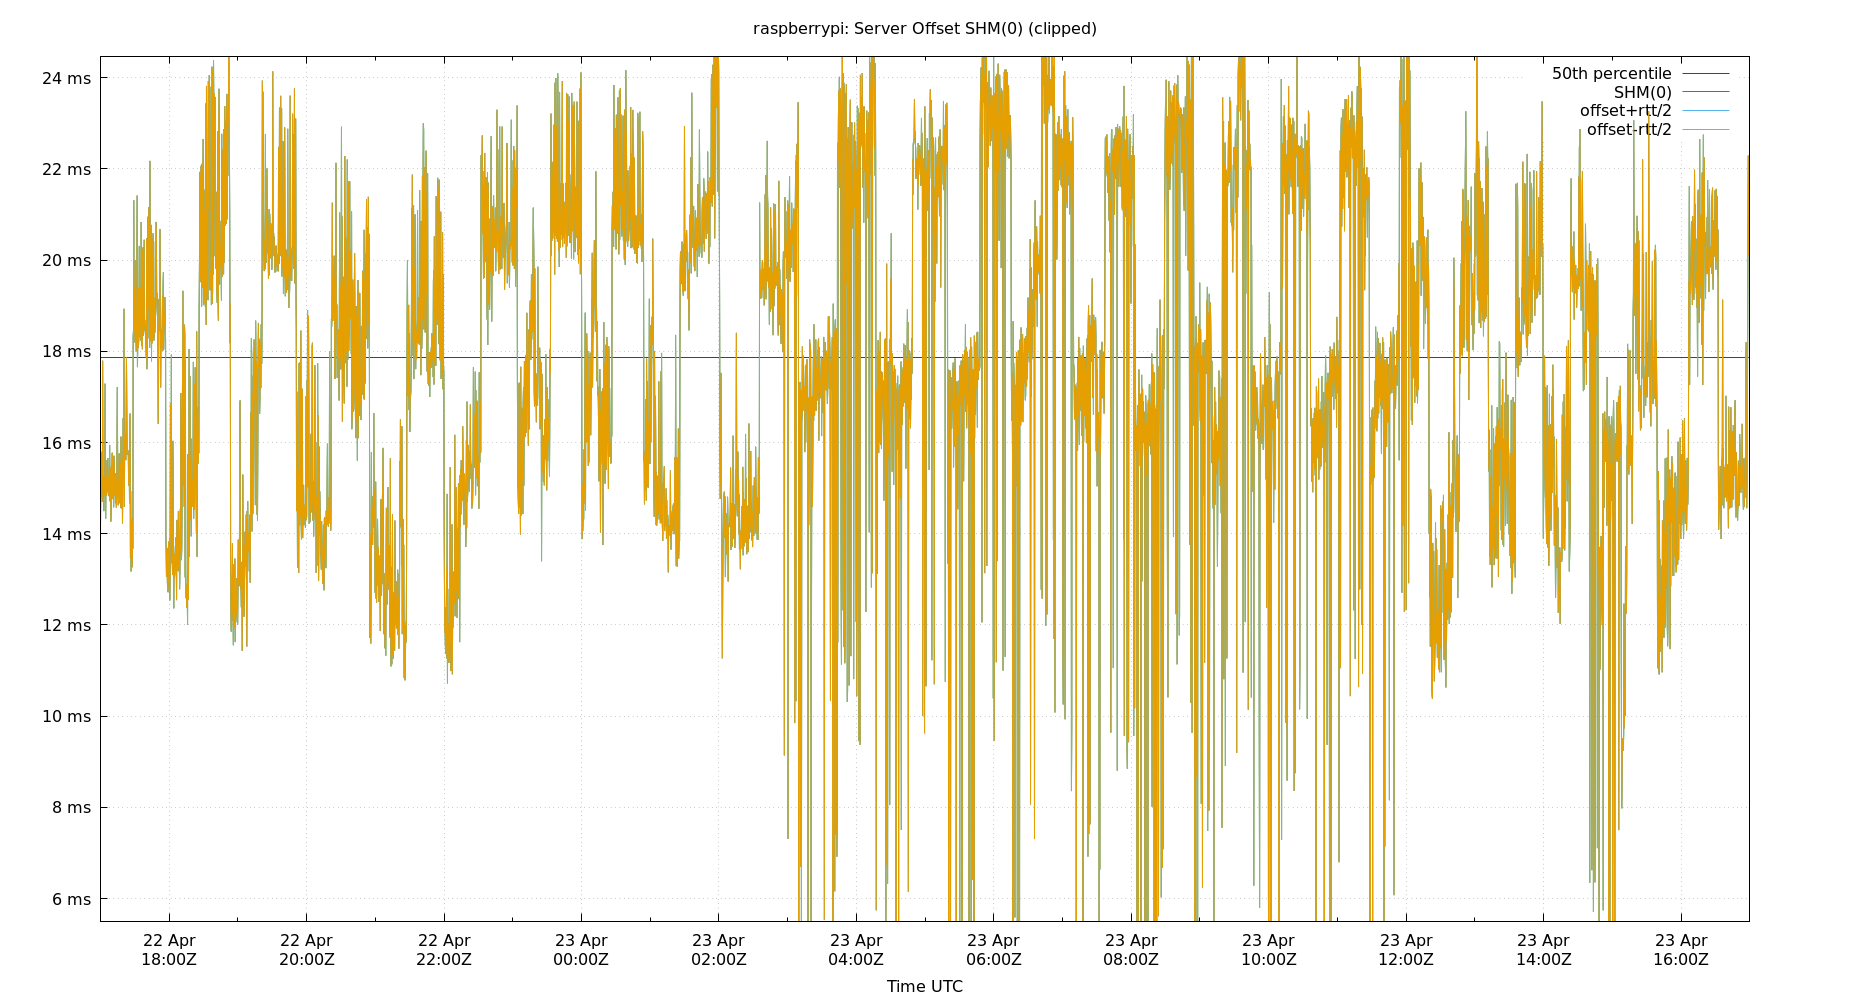 raspberrypi: Server Offset SHM(0) (clipped)
24 ms
22 ms
20 ms
18 ms
16 ms
14 ms
12 ms
10 ms
8 ms
6 ms
50th percentile
SHM(0)
offset+rtt/2
offset-rtt/2
22 Apr
18:00Z
22 Apr
20:00Z
22 Apr
22:00Z
23 Apr
00:00Z
23 Apr
02:00Z
23 Apr
04:00Z
23 Apr
06:00Z
23 Apr
08:00Z
23 Apr
10:00Z
23 Apr
12:00Z
23 Apr
14:00Z
23 Apr
16:00Z
Time UTC